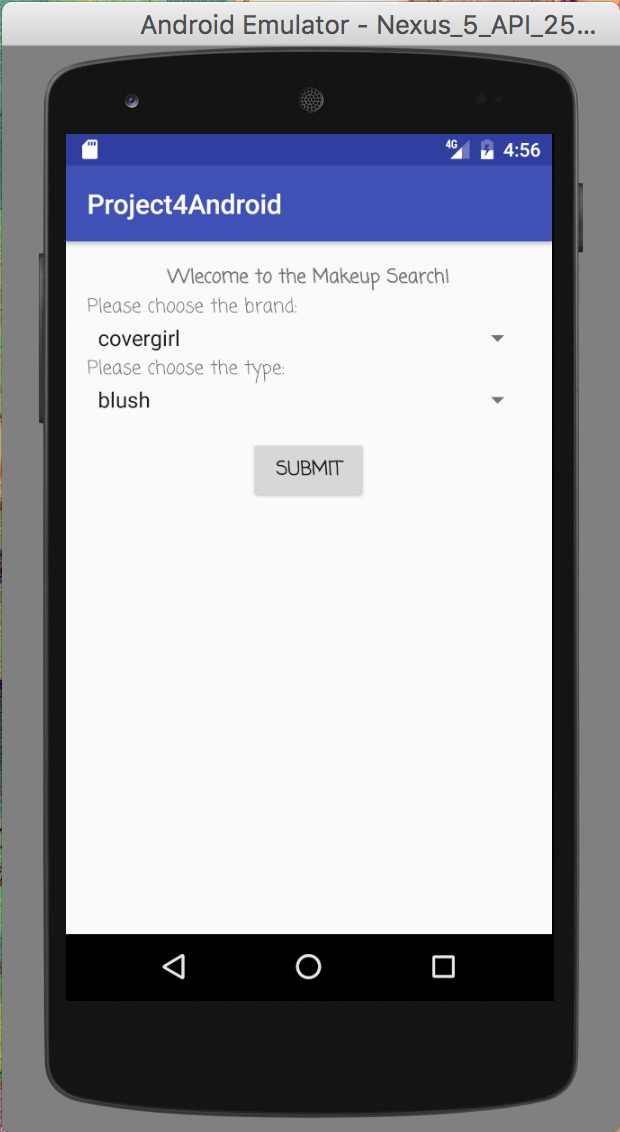 Android Emulator - Nexus_5_API_25...
4G 4:56
Project4Android
Wlecome to the Makeup Search!
Please choose the brand:
covergirl
Please choose the type:
blush
SUBMIT